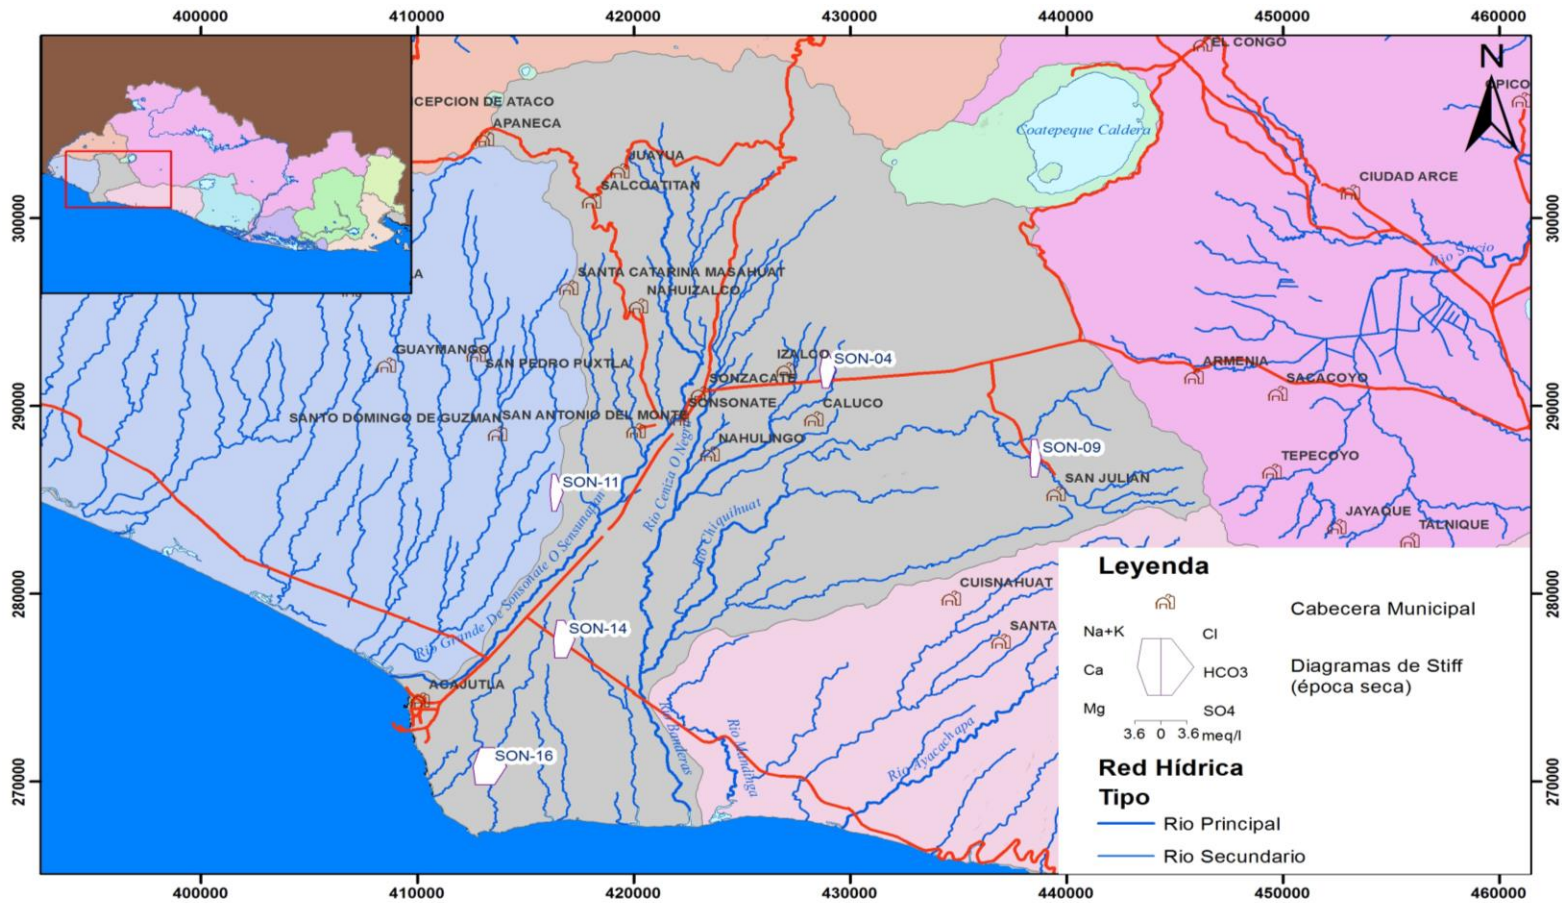 400000 410000 420000 430000 440000 450000 460000
EL CONGO
N
OPICO
CEPCION DE ATACO
APANECA
Coatepeque Caldera
JUAYUA
SALCOATITAN
CIUDAD ARCE
300000 300000
Rio Sucio
SANTA CATARINA MASAHUAT
A
NAHUIZALCO
GUAYMANGO
SAN PEDRO PUXTLA
IZALCO
SON-04
ARMENIA
SONZACATE
SACACOYO
290000 290000
SONSONATE
CALUCO
SANTO DOMINGO DE GUZMAN
SAN ANTONIO DEL MONTE
NAHULINGO
SON-09
TEPECOYO
SAN JULIAN
SON-11
Rio Ceniza O Negro
Rio Chiquihuat
JAYAQUE
TALNIQUE
Rio Grande De Sonsonate O Sensunapan
280000 280000
CUISNAHUAT
SON-14
SANTA
ACAJUTLA
Rio Banderas
Rio Mandinga
Rio Ayacachapa
SON-16
270000 270000
Leyenda
Cabecera Municipal
Na+K Cl
Ca HCO3
Mg SO4
3.6 0 3.6 meq/l
Diagramas de Stiff
(época seca)
Red Hídrica
Tipo
Rio Principal
Rio Secundario
400000 410000 420000 430000 440000 450000 460000